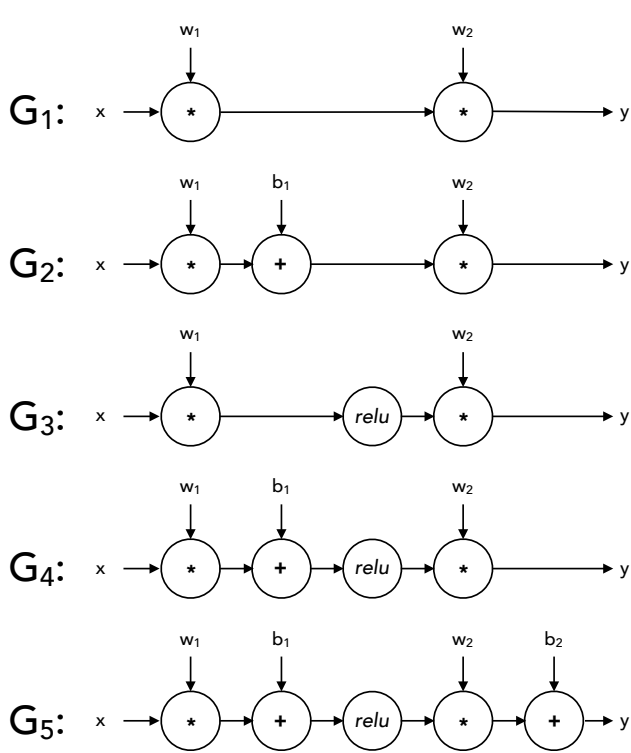 w₁ w₂
G₁: x * * y
w₁ b₁ w₂
G₂: x * + * y
w₁ w₂
G₃: x * relu * y
w₁ b₁ w₂
G₄: x * + relu * y
w₁ b₁ w₂ b₂
G₅: x * + relu * + y